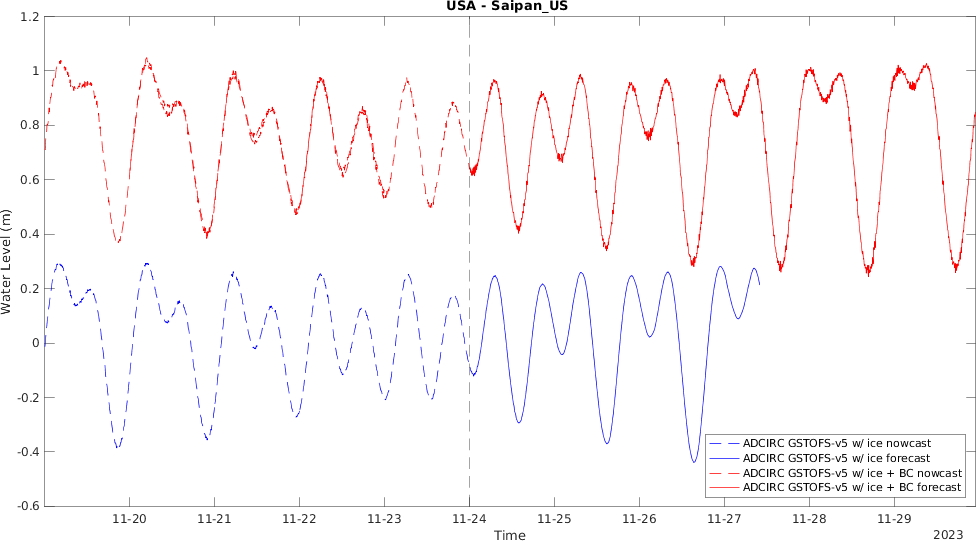 USA - Saipan_US
1.2
1
0.8
0.6
0.4
0.2
0
-0.2
-0.4
-0.6
Water Level (m)
11-20 11-21 11-22 11-23 11-24 11-25 11-26 11-27 11-28 11-29
Time
2023
ADCIRC GSTOFS-v5 w/ ice nowcast
ADCIRC GSTOFS-v5 w/ ice forecast
ADCIRC GSTOFS-v5 w/ ice + BC nowcast
ADCIRC GSTOFS-v5 w/ ice + BC forecast